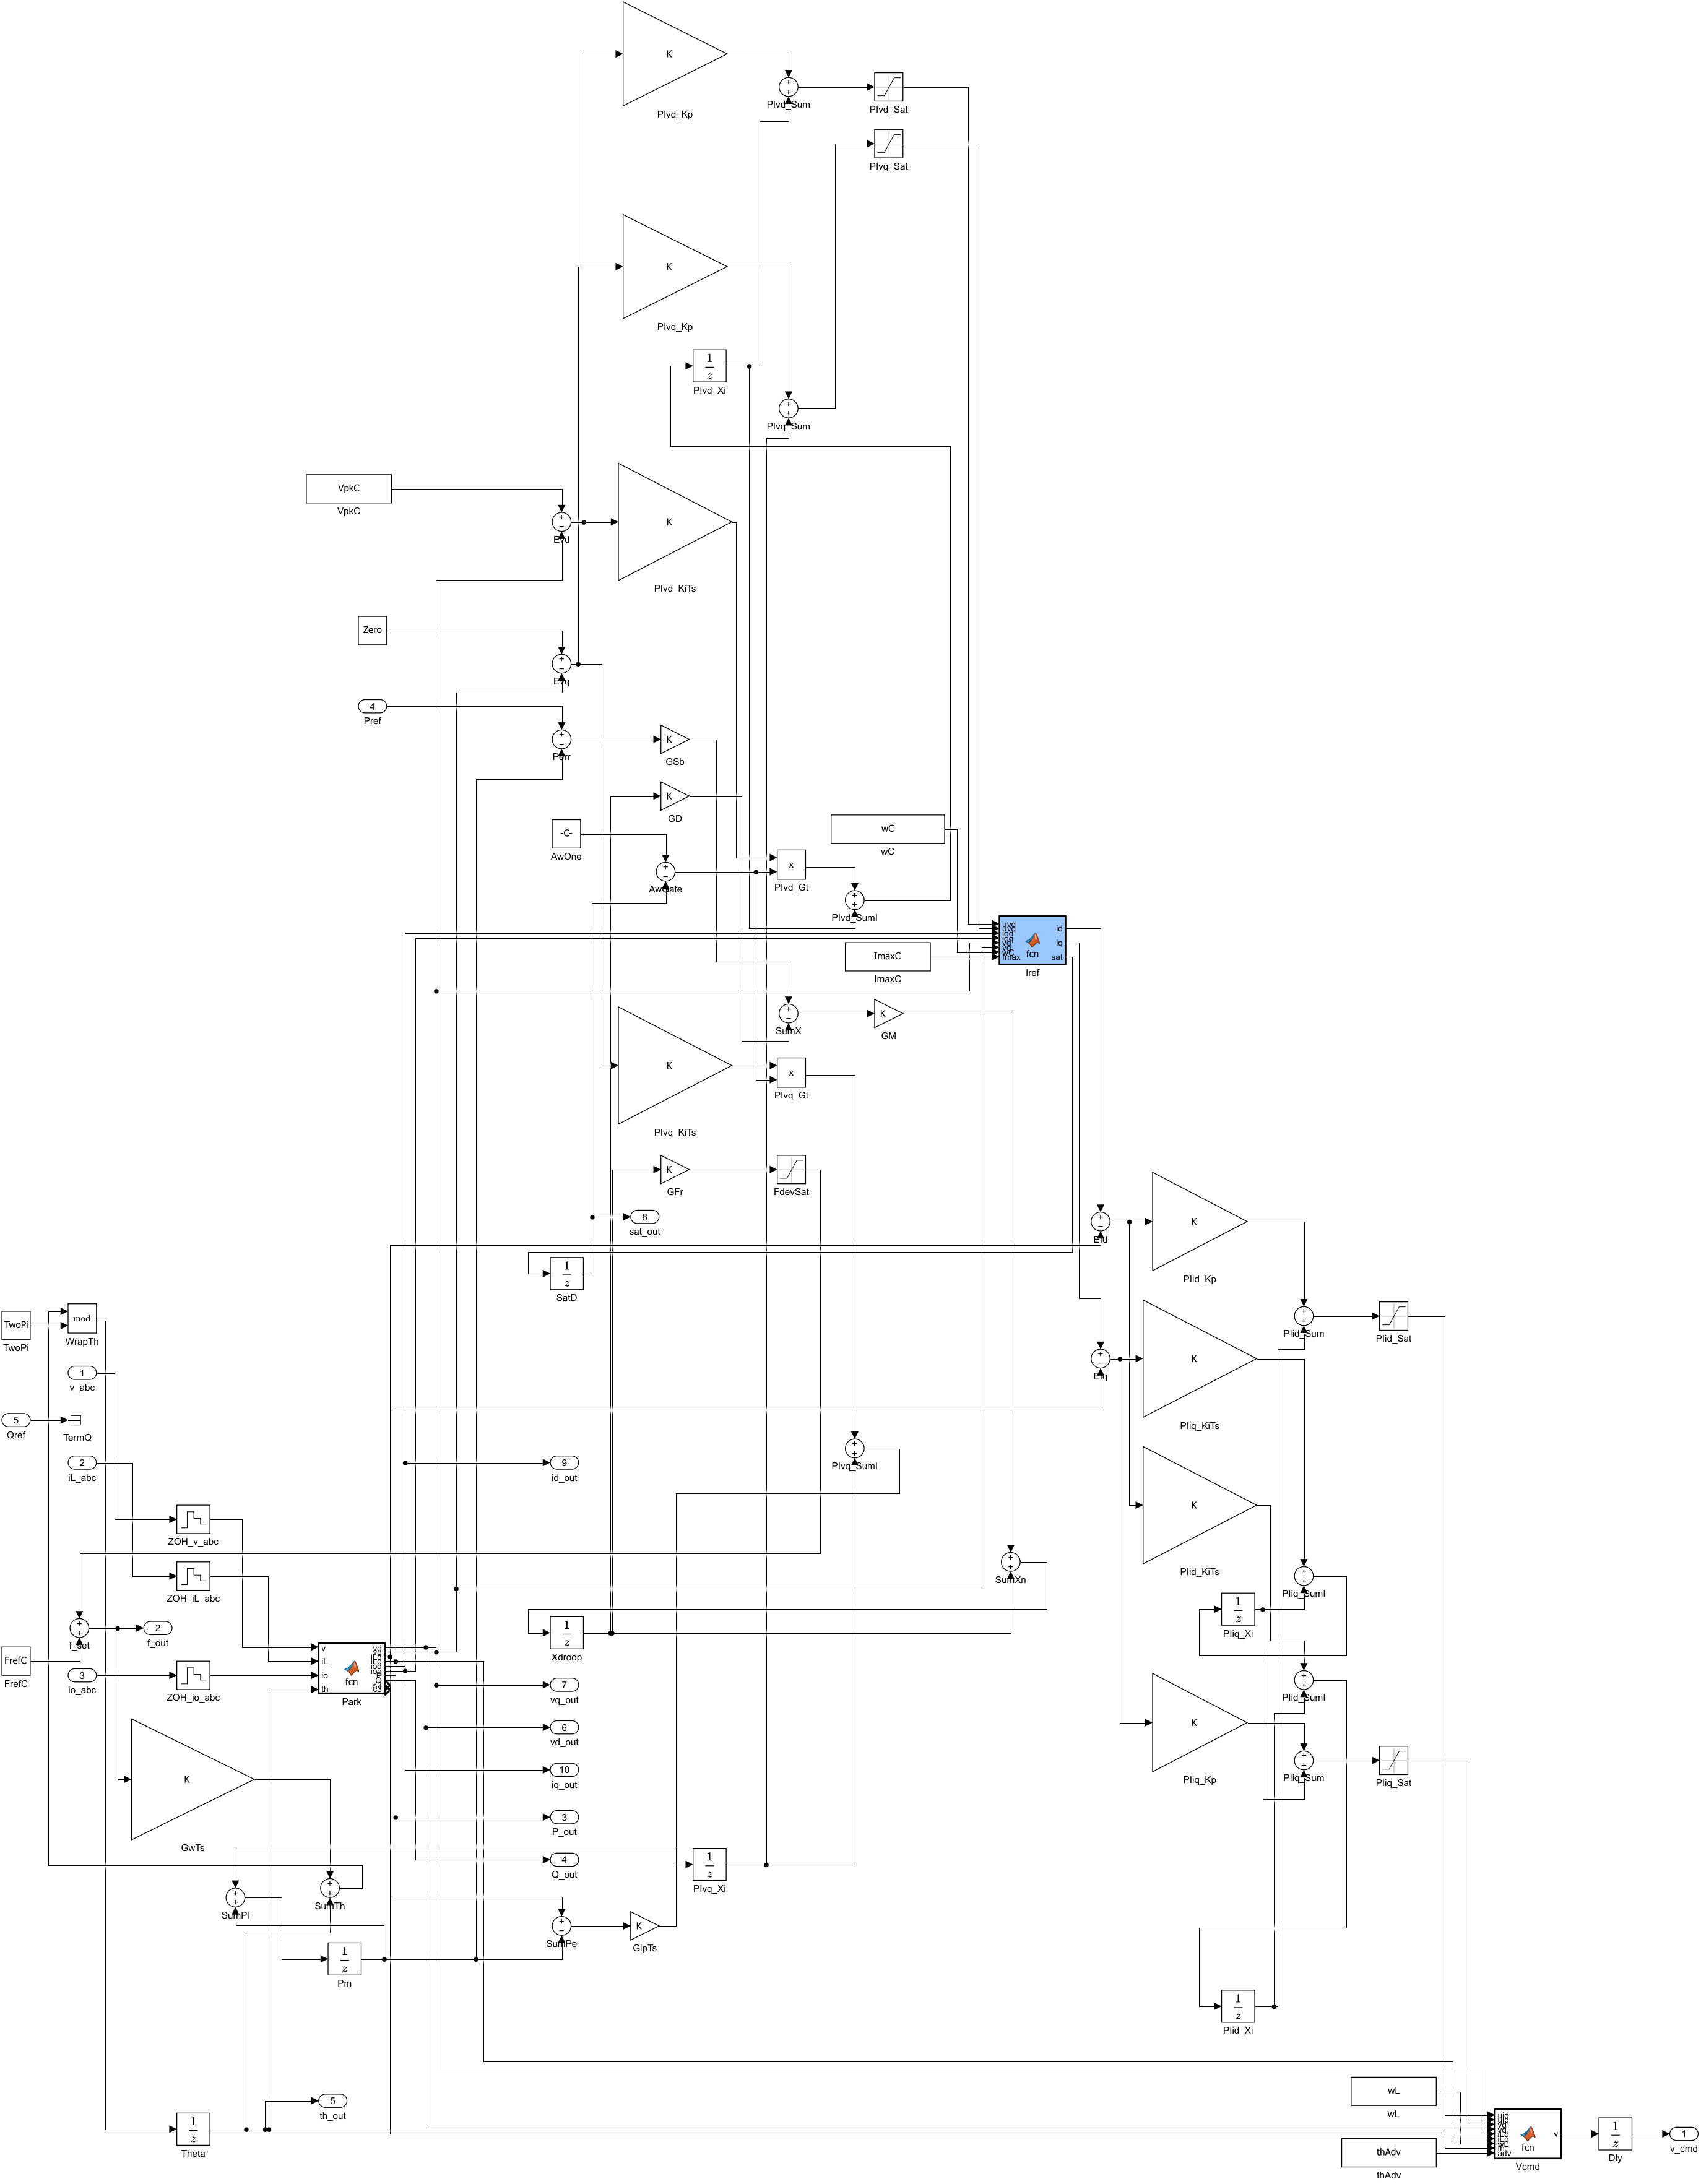 K
PIvd_Kp
+
+
PIvd_Sum
PIvd_Sat
PIvq_Sat
K
PIvq_Kp
1
z
PIvd_Xi
+
+
PIvq_Sum
VpkC
VpkC
+
−
Evd
K
PIvd_KiTs
Zero
+
−
Evq
4
Pref
+
−
Perr
K
GSb
K
GD
-C-
AwOne
+
−
AwGate
x
PIvd_Gt
wC
wC
+
+
PIvd_SumI
ImaxC
ImaxC
Imax
fcn
id
iq
sat
Iref
+
−
SumX
K
GM
K
PIvq_KiTs
x
PIvq_Gt
K
GFr
FdevSat
8
sat_out
1
z
SatD
+
−
EId
K
PIid_Kp
+
+
PIid_Sum
PIid_Sat
TwoPi
TwoPi
mod
WrapTh
1
v_abc
+
−
EIq
K
PIiq_KiTs
5
Qref
TermQ
2
iL_abc
9
id_out
+
+
PIvq_SumI
K
PIid_KiTs
ZOH_v_abc
ZOH_iL_abc
+
+
SumXn
+
+
PIiq_SumI
1
z
PIiq_Xi
+
+
f_set
2
f_out
FrefC
FrefC
3
io_abc
ZOH_io_abc
v
iL
io
th
fcn
Park
1
z
Xdroop
7
vq_out
6
vd_out
10
iq_out
3
P_out
4
Q_out
+
+
PIid_SumI
K
PIiq_Kp
+
+
PIiq_Sum
PIiq_Sat
K
GwTs
+
+
SumPl
+
+
SumTh
1
z
PIvq_Xi
+
−
SumPe
K
GlpTs
1
z
Pm
1
z
PIid_Xi
5
th_out
1
z
Theta
wL
wL
thAdv
thAdv
adv
fcn
v
Vcmd
1
z
Dly
1
v_cmd